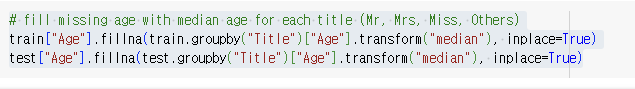 # fill missing age with median age for each title (Mr, Mrs, Miss, Others)
train["Age"].fillna(train.groupby("Title")["Age"].transform("median"), inplace=True)
test["Age"].fillna(test.groupby("Title")["Age"].transform("median"), inplace=True)